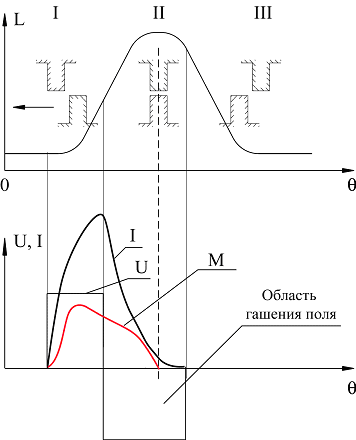 I II III
L
0 θ
U, I
I
U
M
Область
гашения поля
θ